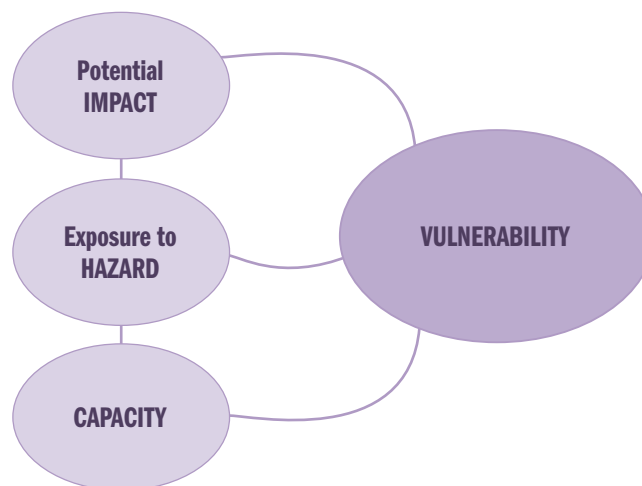 Potential
IMPACT
Exposure to
HAZARD
VULNERABILITY
CAPACITY